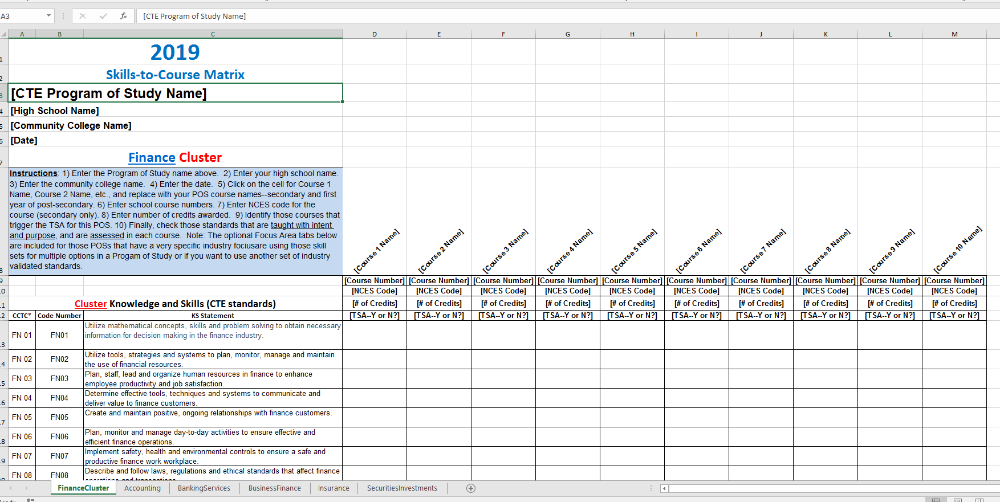 A3
fx
[CTE Program of Study Name]
A B C D E F G H I J K L M
1 2019
2 Skills-to-Course Matrix
3 [CTE Program of Study Name]
4 [High School Name]
5 [Community College Name]
6 [Date]
7 Finance Cluster
Instructions: 1) Enter the Program of Study name above. 2) Enter your high school name.
3) Enter the community college name. 4) Enter the date. 5) Click on the cell for Course 1
Name, Course 2 Name, etc., and replace with your POS course names--secondary and first
year of post-secondary. 6) Enter school course numbers. 7) Enter NCES code for the
course (secondary only). 8) Enter number of credits awarded. 9) Identify those courses that
trigger the TSA for this POS. 10) Finally, check those standards that are taught with intent
and purpose, and are assessed in each course. Note: The optional Focus Area tabs below
are included for those POSs that have a very specific industry fociusare using those skill
sets for multiple options in a Progam of Study or if you want to use another set of industry
8 validated standards.
[Course 1 Name] [Course 2 Name] [Course 3 Name] [Course 4 Name] [Course 5 Name] [Course 6 Name] [Course 7 Name] [Course 8 Name] [Course 9 Name] [Course 10 Name]
9 [Course Number] [Course Number] [Course Number] [Course Number] [Course Number] [Course Number] [Course Number] [Course Number] [Course Number] [Course Number]
0 [NCES Code] [NCES Code] [NCES Code] [NCES Code] [NCES Code] [NCES Code] [NCES Code] [NCES Code] [NCES Code] [NCES Code]
1 Cluster Knowledge and Skills (CTE standards) [# of Credits] [# of Credits] [# of Credits] [# of Credits] [# of Credits] [# of Credits] [# of Credits] [# of Credits] [# of Credits] [# of Credits]
2 CCTC* Code Number KS Statement [TSA--Y or N?] [TSA--Y or N?] [TSA--Y or N?] [TSA--Y or N?] [TSA--Y or N?] [TSA--Y or N?] [TSA--Y or N?] [TSA--Y or N?] [TSA--Y or N?] [TSA--Y or N?]
3 FN 01 FN01 Utilize mathematical concepts, skills and problem solving to obtain necessary
information for decision making in the finance industry.
4 FN 02 FN02 Utilize tools, strategies and systems to plan, monitor, manage and maintain
the use of financial resources.
5 FN 03 FN03 Plan, staff, lead and organize human resources in finance to enhance
employee productivity and job satisfaction.
6 FN 04 FN04 Determine effective tools, techniques and systems to communicate and
deliver value to finance customers.
7 FN 05 FN05 Create and maintain positive, ongoing relationships with finance customers.
8 FN 06 FN06 Plan, monitor and manage day-to-day activities to ensure effective and
efficient finance operations.
9 FN 07 FN07 Implement safety, health and environmental controls to ensure a safe and
productive finance work workplace.
FN 08 FN08 Describe and follow laws, regulations and ethical standards that affect finance
FinanceCluster Accounting BankingServices BusinessFinance Insurance SecuritiesInvestments